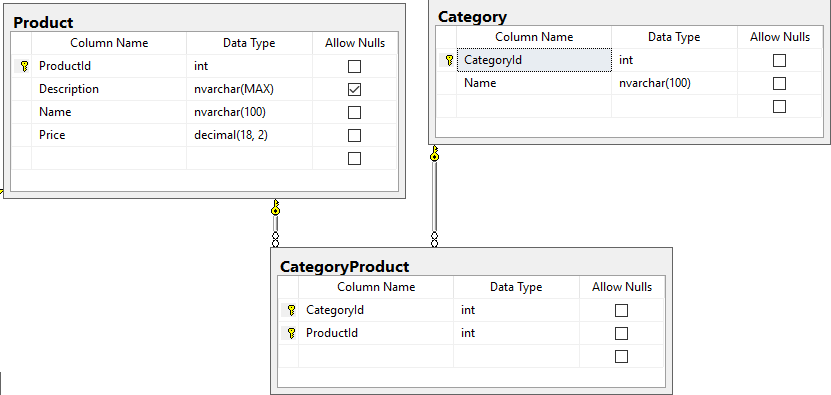 Product
Column Name Data Type Allow Nulls
ProductId int
Description nvarchar(MAX)
Name nvarchar(100)
Price decimal(18, 2)
Category
Column Name Data Type Allow Nulls
CategoryId int
Name nvarchar(100)
CategoryProduct
Column Name Data Type Allow Nulls
CategoryId int
ProductId int